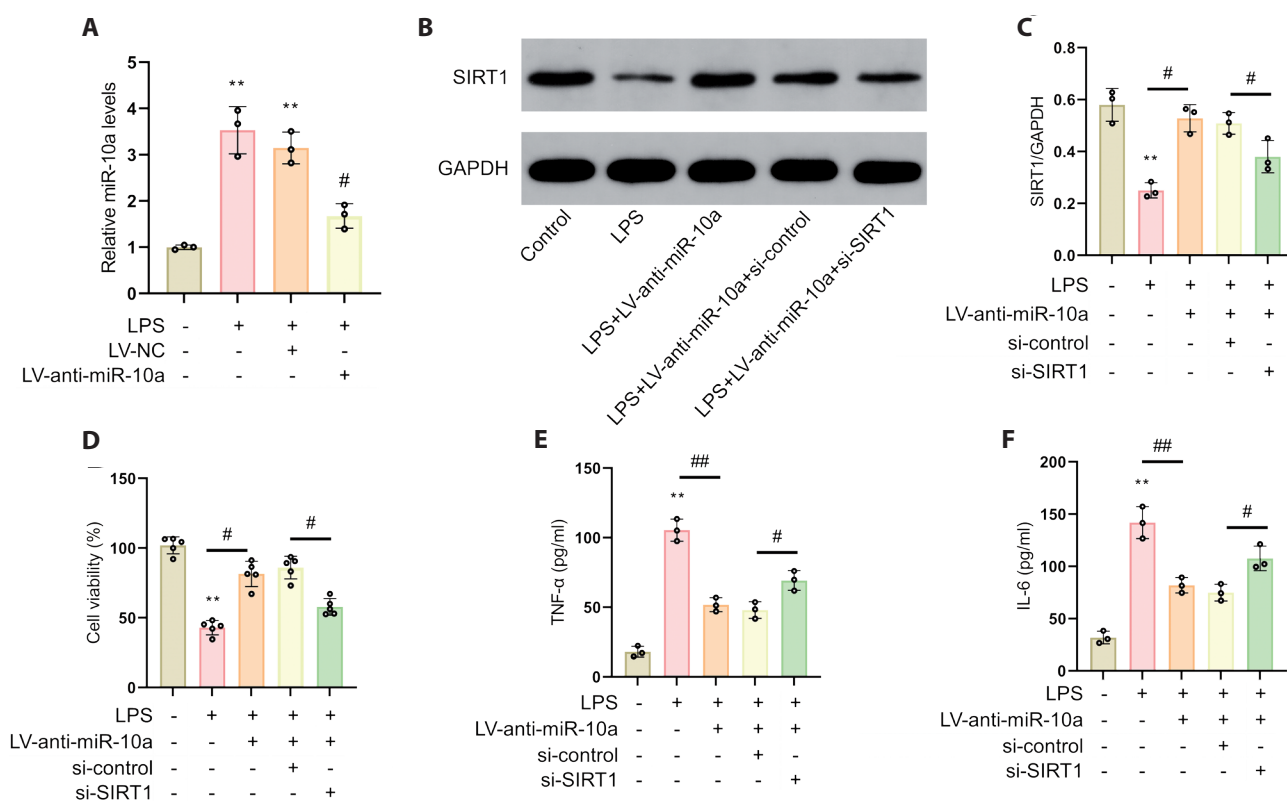 A
Relative miR-10a levels
5
4
3
2
1
0
**
**
#
LPS - + + +
LV-NC - - + -
LV-anti-miR-10a - - - +
B
SIRT1
GAPDH
Control
LPS
LPS+LV-anti-miR-10a
LPS+LV-anti-miR-10a+si-control
LPS+LV-anti-miR-10a+si-SIRT1
C
SIRT1/GAPDH
0.8
0.6
0.4
0.2
0.0
**
#
#
LPS - + + + +
LV-anti-miR-10a - - + + +
si-control - - - + -
si-SIRT1 - - - - +
D
Cell viability (%)
150
100
50
0
**
#
#
LPS - + + + +
LV-anti-miR-10a - - + + +
si-control - - - + -
si-SIRT1 - - - - +
E
TNF-α (pg/ml)
150
100
50
0
**
##
#
LPS - + + + +
LV-anti-miR-10a - - + + +
si-control - - - + -
si-SIRT1 - - - - +
F
IL-6 (pg/ml)
200
150
100
50
0
**
##
#
LPS - + + + +
LV-anti-miR-10a - - + + +
si-control - - - + -
si-SIRT1 - - - - +